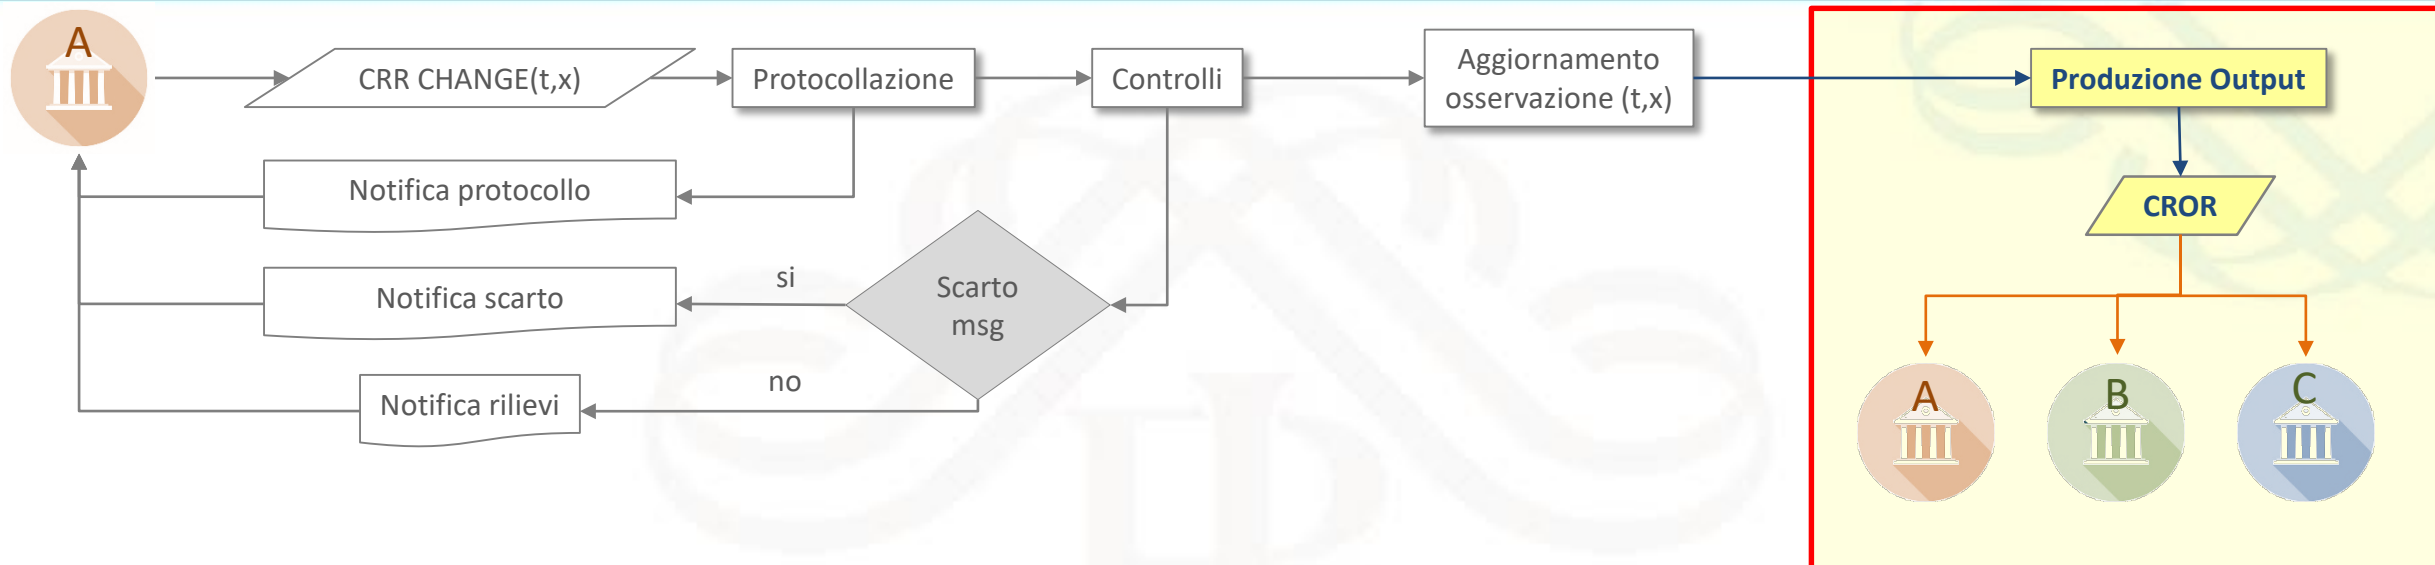 A
CRR CHANGE(t,x)
Protocollazione
Controlli
Aggiornamento
osservazione (t,x)
Produzione Output
Notifica protocollo
CROR
Notifica scarto
si
Scarto
msg
no
Notifica rilievi
A
B
C